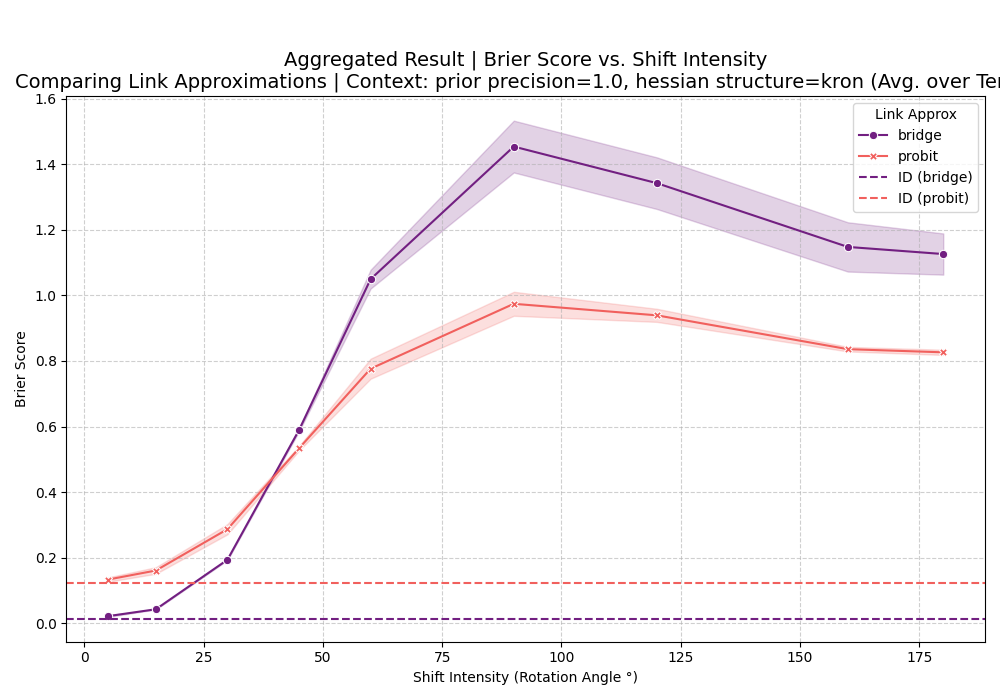 Aggregated Result | Brier Score vs. Shift Intensity
Comparing Link Approximations | Context: prior precision=1.0, hessian structure=kron (Avg. over
Link Approx
bridge
probit
ID (bridge)
ID (probit)
Brier Score
1.6
1.4
1.2
1.0
0.8
0.6
0.4
0.2
0.0
0
25
50
75
100
125
150
175
Shift Intensity (Rotation Angle °)